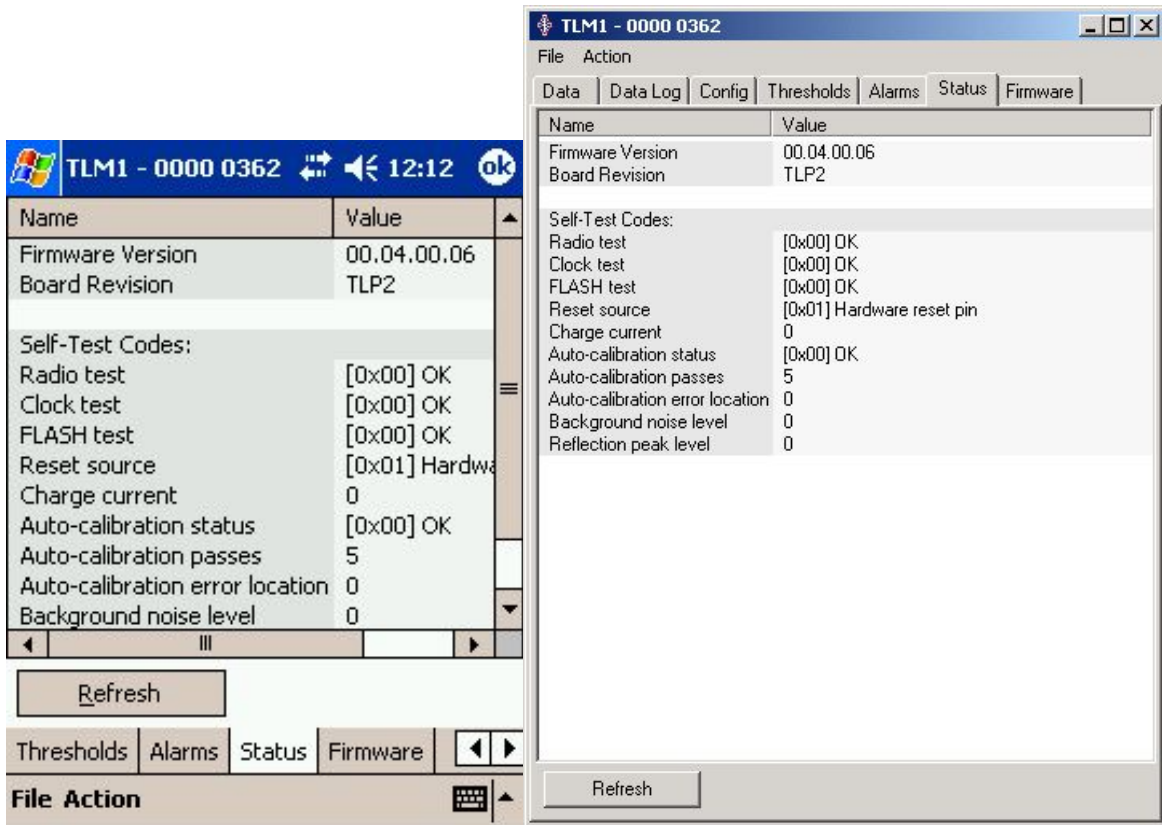 TLM1 - 0000 0362 12:12 ok
Name Value
Firmware Version 00.04.00.06
Board Revision TLP2
Self-Test Codes:
Radio test [0x00] OK
Clock test [0x00] OK
FLASH test [0x00] OK
Reset source [0x01] Hardwa
Charge current 0
Auto-calibration status [0x00] OK
Auto-calibration passes 5
Auto-calibration error location 0
Background noise level 0
Refresh
Thresholds Alarms Status Firmware
File Action
TLM1 - 0000 0362
File Action
Data Data Log Config Thresholds Alarms Status Firmware
Name Value
Firmware Version 00.04.00.06
Board Revision TLP2
Self-Test Codes:
Radio test [0x00] OK
Clock test [0x00] OK
FLASH test [0x00] OK
Reset source [0x01] Hardware reset pin
Charge current 0
Auto-calibration status [0x00] OK
Auto-calibration passes 5
Auto-calibration error location 0
Background noise level 0
Reflection peak level 0
Refresh